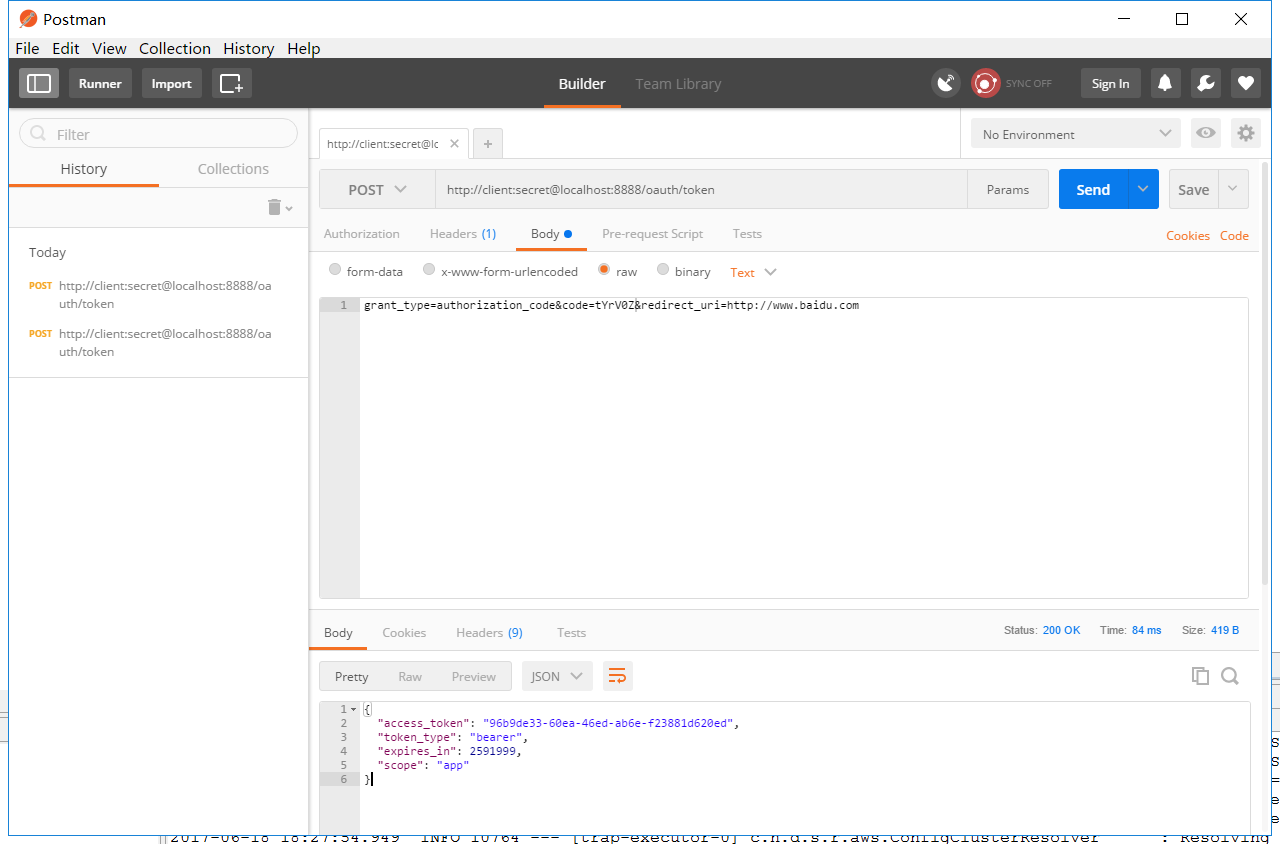 Postman
File Edit View Collection History Help
Runner Import Builder Team Library SYNC OFF Sign In
Filter
History Collections
Today
POST http://client:secret@localhost:8888/oa
uth/token
POST http://client:secret@localhost:8888/oa
uth/token
http://client:secret@lc
+
No Environment
POST http://client:secret@localhost:8888/oauth/token Params Send Save
Authorization Headers (1) Body Pre-request Script Tests Cookies Code
form-data x-www-form-urlencoded raw binary Text
1 grant_type=authorization_code&code=tYrV0Z&redirect_uri=http://www.baidu.com
Body Cookies Headers (9) Tests Status: 200 OK Time: 84 ms Size: 419 B
Pretty Raw Preview JSON
1 {
2 "access_token": "96b9de33-60ea-46ed-ab6e-f23881d620ed",
3 "token_type": "bearer",
4 "expires_in": 2591999,
5 "scope": "app"
6 }
2017-06-18 18:27:54.949 INFO 10764 --- [trap-executor-0] c.n.d.s.r.aws.ConfigClusterResolver : Resolving